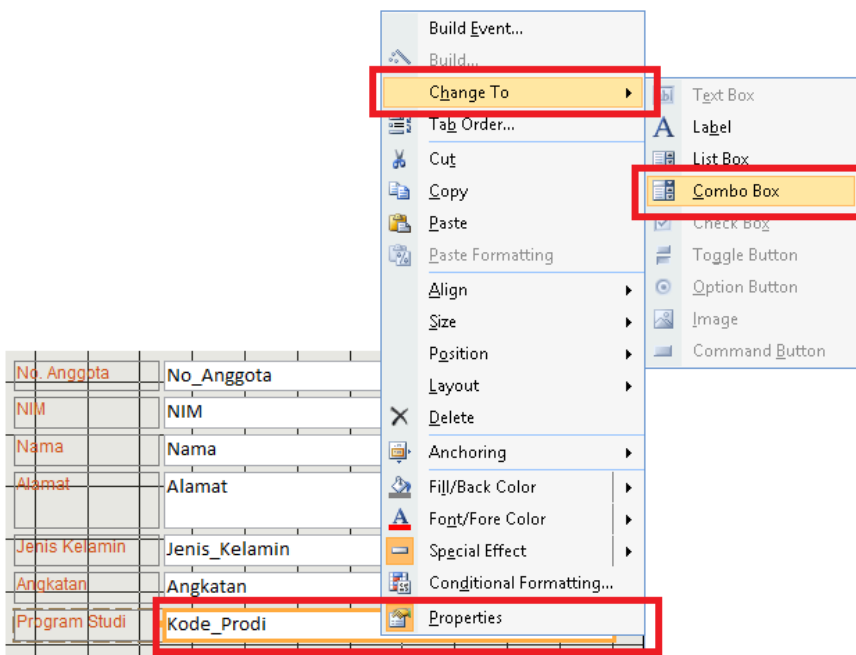 Build Event...
Build...
Change To
Tab Order...
Cut
Copy
Paste
Paste Formatting
Align
Size
Position
Layout
Delete
Anchoring
Fill/Back Color
Font/Fore Color
Special Effect
Conditional Formatting...
Properties
Text Box
Label
List Box
Combo Box
Check Box
Toggle Button
Option Button
Image
Command Button
No. Anggota No_Anggota
NIM NIM
Nama Nama
Alamat Alamat
Jenis Kelamin Jenis_Kelamin
Angkatan Angkatan
Program Studi Kode_Prodi